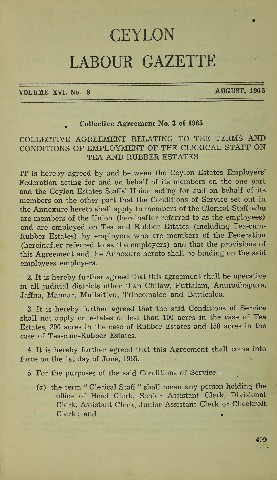 CEYLON
LABOUR GAZETTE
VOLUME XVI. No. 8 AUGUST, 1965
Collective Agreement No. 3 of 1965
COLLECTIVE AGREEMENT RELATING TO THE TERMS AND
CONDITIONS OF EMPLOYMENT OF THE CLERICAL STAFF ON
TEA AND RUBBER ESTATES
IT is hereby agreed by and between the Ceylon Estates Employers'
Federation acting for and on behalf of its members on the one part
and the Ceylon Estates Staffs' Union acting for and on behalf of its
members on the other part that the Conditions of Service set out in
the Annexure hereto shall apply to members of the Clerical Staff who
are members of the Union (hereinafter referred to as the employees)
and are employed on Tea and Rubber Estates (including Tea-cum-
Rubber Estates) by employers who are members of the Federation
(hereinafter referred to as the employers) and that the provisions of
this Agreement and the Annexure hereto shall be binding on the said
employees employers.
2. It is hereby further agreed that this agreement shall be operative
in all judicial districts other than Chilaw, Puttalam, Anuradhapura,
Jaffna, Mannar, Mullaitivu, Trincomalee and Batticaloa.
3. It is hereby further agreed that the said Conditions of Service
shall not apply on estates of less than 100 acres in the case of Tea
Estates, 200 acres in the case of Rubber Estates and 150 acres in the
case of Tea-cum-Rubber Estates.
4. It is hereby further agreed that this Agreement shall come into
force on the 1st day of June, 1965.
5. For the purposes of the said Conditions of Service
(a) the term " Clerical Staff " shall mean any person holding the
office of Head Clerk, Senior Assistant Clerk, Divisional
Clerk, Assistant Clerk, Junior Assistant Clerk or Checkroll
Clerk ; and